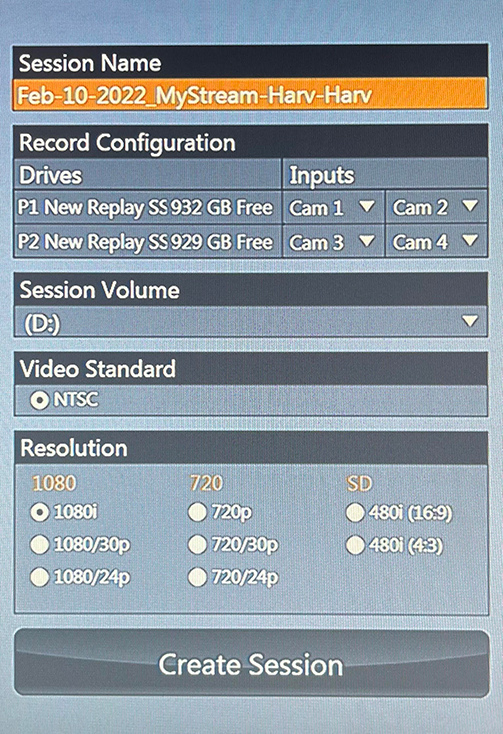 Session Name
Feb-10-2022_MyStream-Harv-Harv
Record Configuration
Drives Inputs
P1 New Replay SS 932 GB Free Cam 1 Cam 2
P2 New Replay SS 929 GB Free Cam 3 Cam 4
Session Volume
(D:)
Video Standard
NTSC
Resolution
1080 720 SD
1080i 720p 480i (16:9)
1080/30p 720/30p 480i (4:3)
1080/24p 720/24p
Create Session